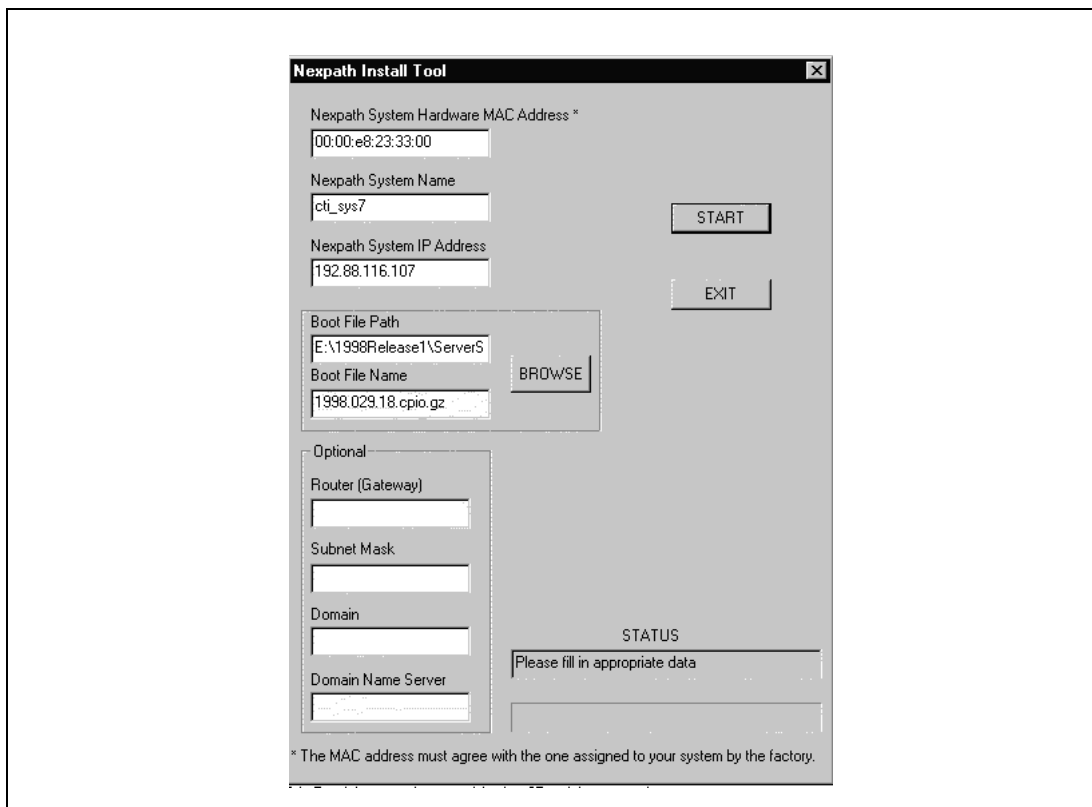 Nexpath Install Tool
Nexpath System Hardware MAC Address *
00:00:e8:23:33:00
Nexpath System Name
cti_sys7
START
Nexpath System IP Address
192.88.116.107
EXIT
Boot File Path
E:\1998Release1\ServerS
BROWSE
Boot File Name
1998.029.18.cpio.gz
Optional
Router (Gateway)
Subnet Mask
Domain
STATUS
Please fill in appropriate data
Domain Name Server
* The MAC address must agree with the one assigned to your system by the factory.